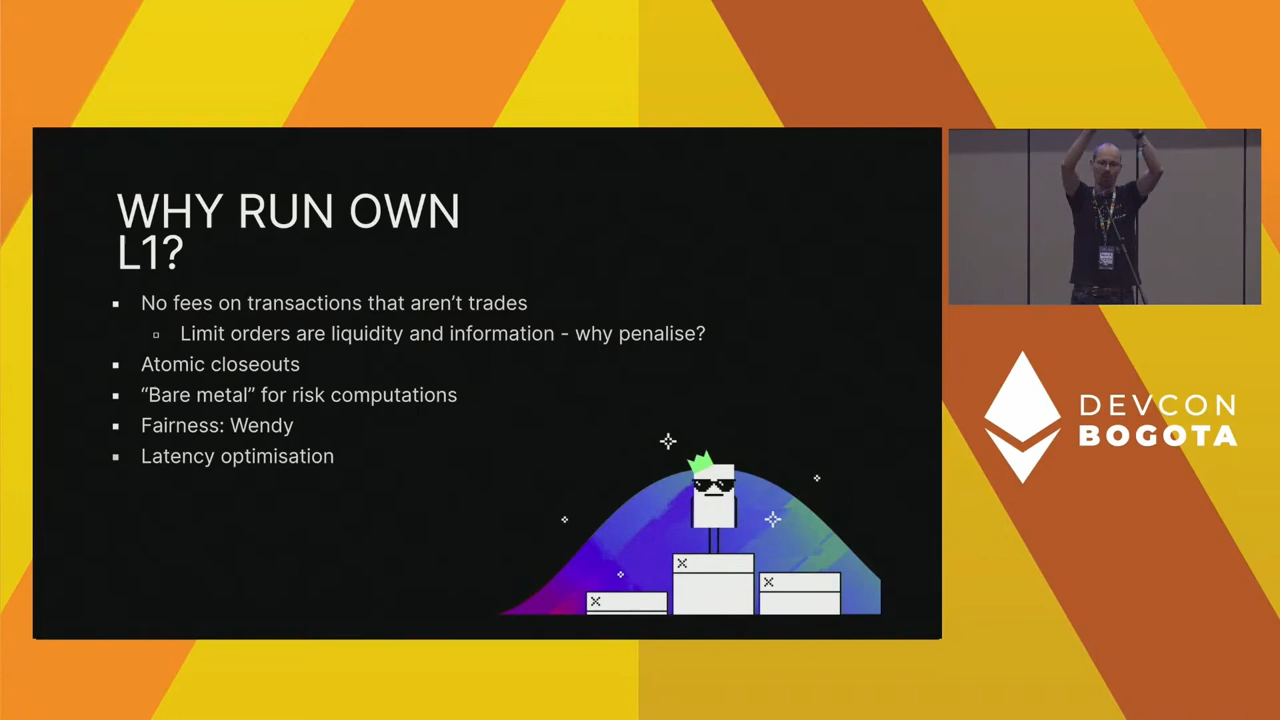 WHY RUN OWN
L1?
▪ No fees on transactions that aren’t trades
▫ Limit orders are liquidity and information - why penalise?
▪ Atomic closeouts
▪ “Bare metal” for risk computations
▪ Fairness: Wendy
▪ Latency optimisation
DEVCON
BOGOTA